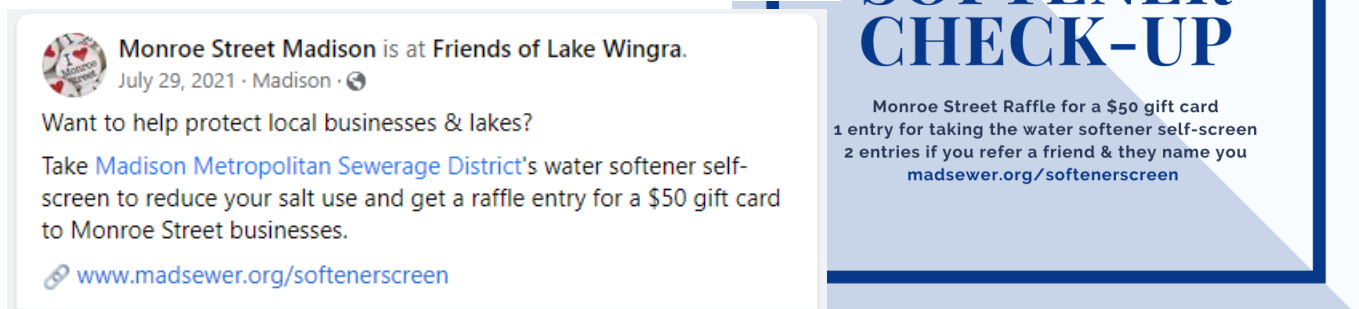 Monroe Street Madison is at Friends of Lake Wingra.
July 29, 2021 · Madison ·
Want to help protect local businesses & lakes?
Take Madison Metropolitan Sewerage District's water softener self-
screen to reduce your salt use and get a raffle entry for a $50 gift card
to Monroe Street businesses.
www.madsewer.org/softenerscreen
SOFTENER
CHECK-UP
Monroe Street Raffle for a $50 gift card
1 entry for taking the water softener self-screen
2 entries if you refer a friend & they name you
madsewer.org/softenerscreen